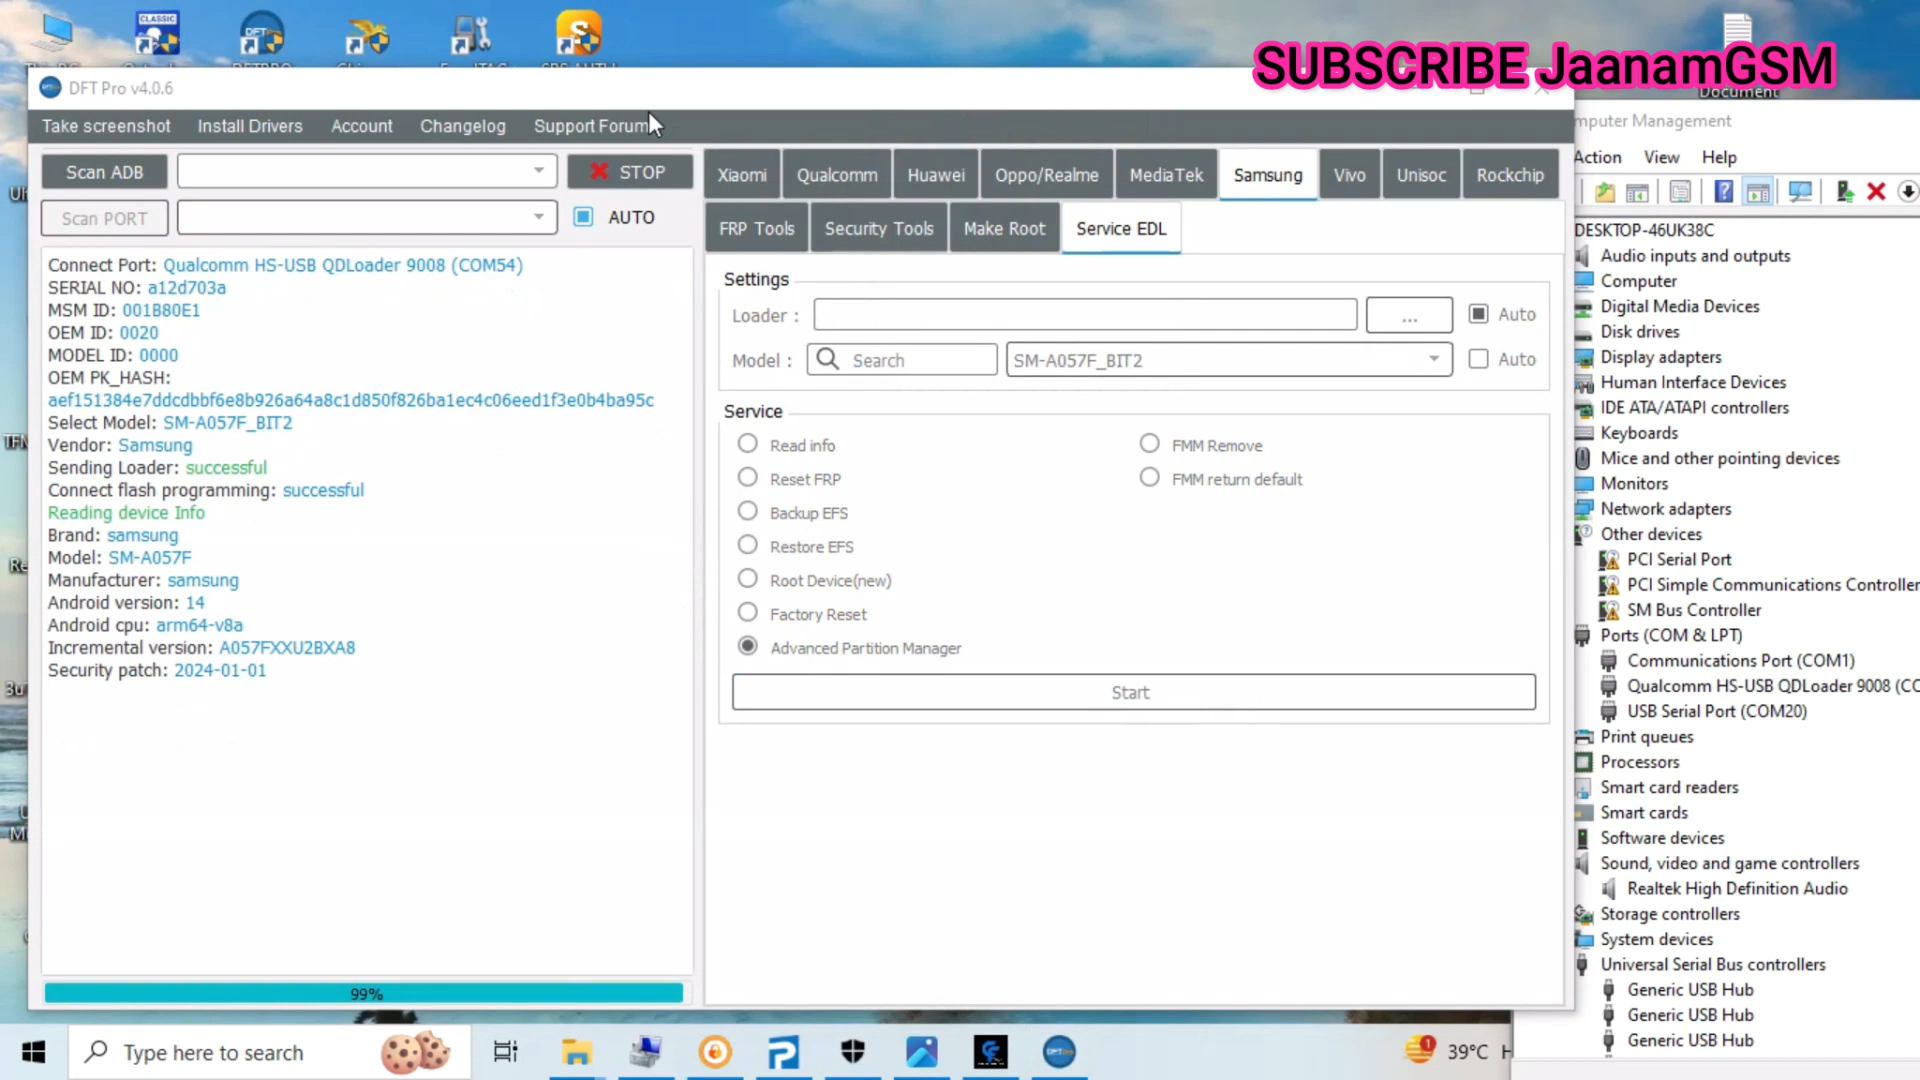 CLASSIC
SUBSCRIBE JaanamGSM
Document
DFT Pro v4.0.6
Take screenshot
Install Drivers
Account
Changelog
Support Forum
Scan ADB
STOP
Scan PORT
AUTO
Connect Port: Qualcomm HS-USB QDLoader 9008 (COM54)
SERIAL NO: a12d703a
MSM ID: 001B80E1
OEM ID: 0020
MODEL ID: 0000
OEM PK_HASH:
aef151384e7ddcdbbf6e8b926a64a8c1d850f826ba1ec4c06eed1f3e0b4ba95c
Select Model: SM-A057F_BIT2
Vendor: Samsung
Sending Loader: successful
Connect flash programming: successful
Reading device Info
Brand: samsung
Model: SM-A057F
Manufacturer: samsung
Android version: 14
Android cpu: arm64-v8a
Incremental version: A057FXXU2BXA8
Security patch: 2024-01-01
99%
Xiaomi
Qualcomm
Huawei
Oppo/Realme
MediaTek
Samsung
Vivo
Unisoc
Rockchip
FRP Tools
Security Tools
Make Root
Service EDL
Settings
Loader :
...
Auto
Model :
Search
SM-A057F_BIT2
Auto
Service
Read info
FMM Remove
Reset FRP
FMM return default
Backup EFS
Restore EFS
Root Device(new)
Factory Reset
Advanced Partition Manager
Start
mputer Management
Action
View
Help
DESKTOP-46UK38C
Audio inputs and outputs
Computer
Digital Media Devices
Disk drives
Display adapters
Human Interface Devices
IDE ATA/ATAPI controllers
Keyboards
Mice and other pointing devices
Monitors
Network adapters
Other devices
PCI Serial Port
PCI Simple Communications Controller
SM Bus Controller
Ports (COM & LPT)
Communications Port (COM1)
Qualcomm HS-USB QDLoader 9008 (CO
USB Serial Port (COM20)
Print queues
Processors
Smart card readers
Smart cards
Software devices
Sound, video and game controllers
Realtek High Definition Audio
Storage controllers
System devices
Universal Serial Bus controllers
Generic USB Hub
Generic USB Hub
Generic USB Hub
Type here to search
39°C H